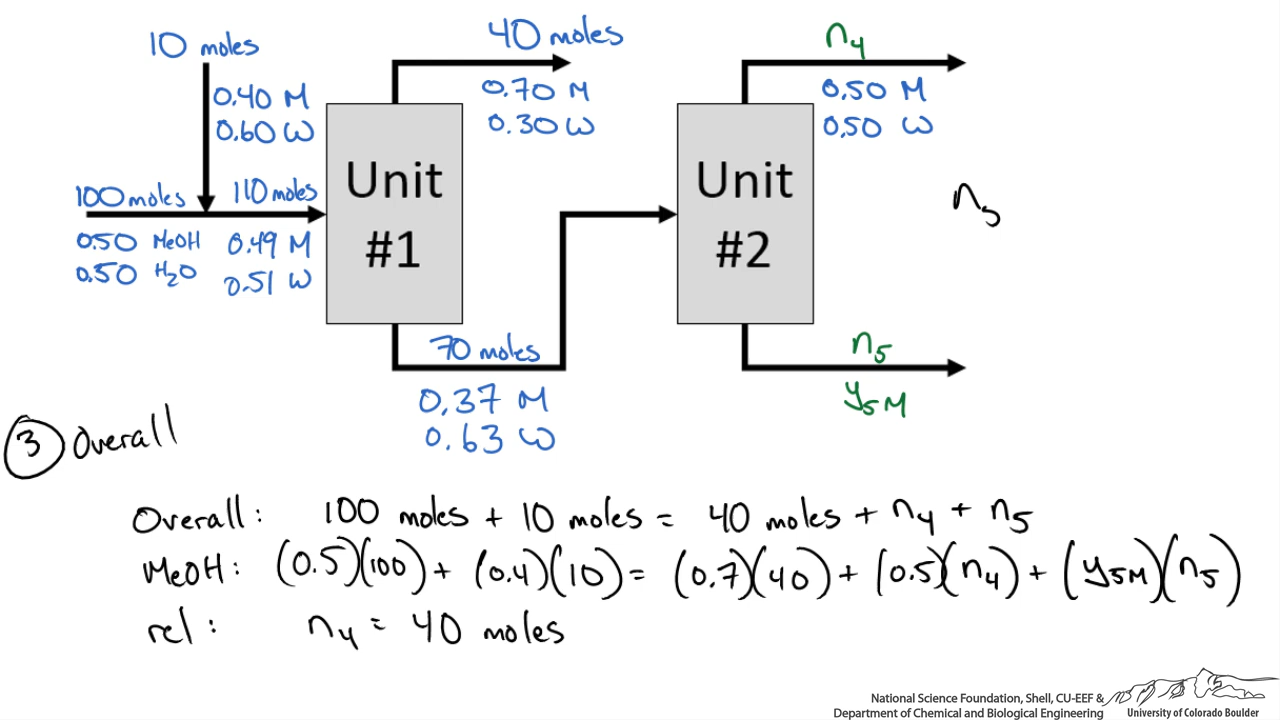 10 moles
0.40 M
0.60 W
100 moles
0.50 MeOH
0.50 H₂O
110 moles
0.49 M
0.51 W
Unit
#1
40 moles
0.70 M
0.30 W
70 moles
0.37 M
0.63 W
Unit
#2
n₄
0.50 M
0.50 W
n₅
n₅
y₅M
3 Overall
Overall: 100 moles + 10 moles = 40 moles + n₄ + n₅
MeOH: (0.5)(100) + (0.4)(10) = (0.7)(40) + (0.5)(n₄) + (y₅M)(n₅)
rel: n₄ = 40 moles
National Science Foundation, Shell, CU-EEF &
Department of Chemical and Biological Engineering
University of Colorado Boulder